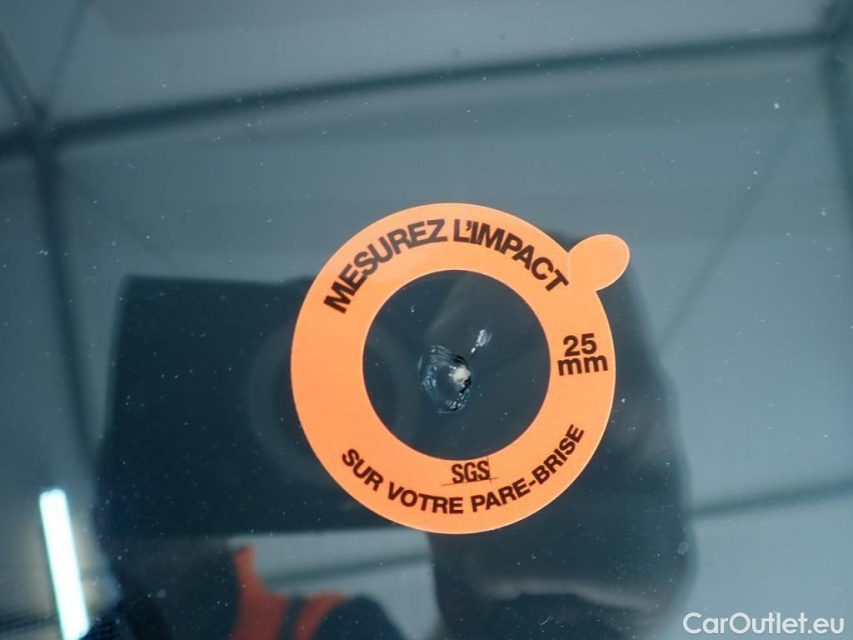 MESUREZ L'IMPACT
25
mm
SGS
SUR VOTRE PARE-BRISE
CarOutlet.eu